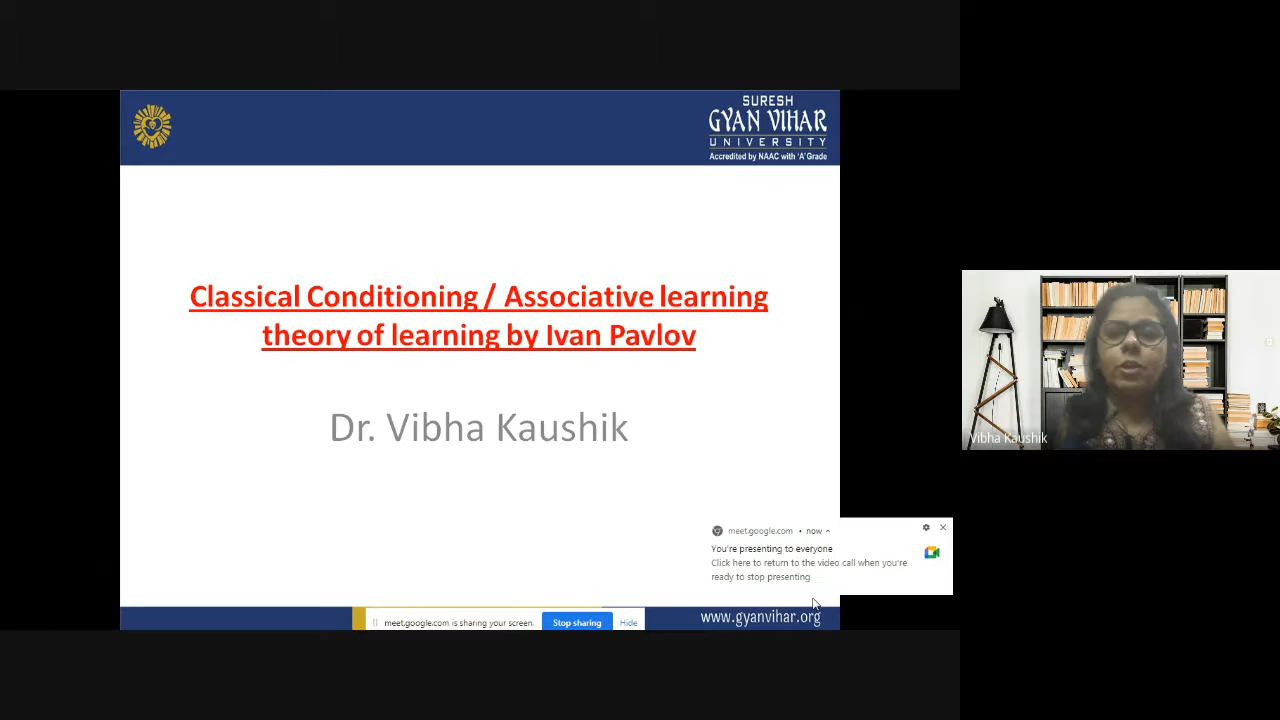 SURESH
GYAN VIHAR
UNIVERSITY
Accredited by NAAC with 'A' Grade
Classical Conditioning / Associative learning
theory of learning by Ivan Pavlov
Dr. Vibha Kaushik
Vibha Kaushik
meet.google.com • now
You're presenting to everyone
Click here to return to the video call when you're
ready to stop presenting
meet.google.com is sharing your screen.
Stop sharing
Hide
www.gyanvihar.org